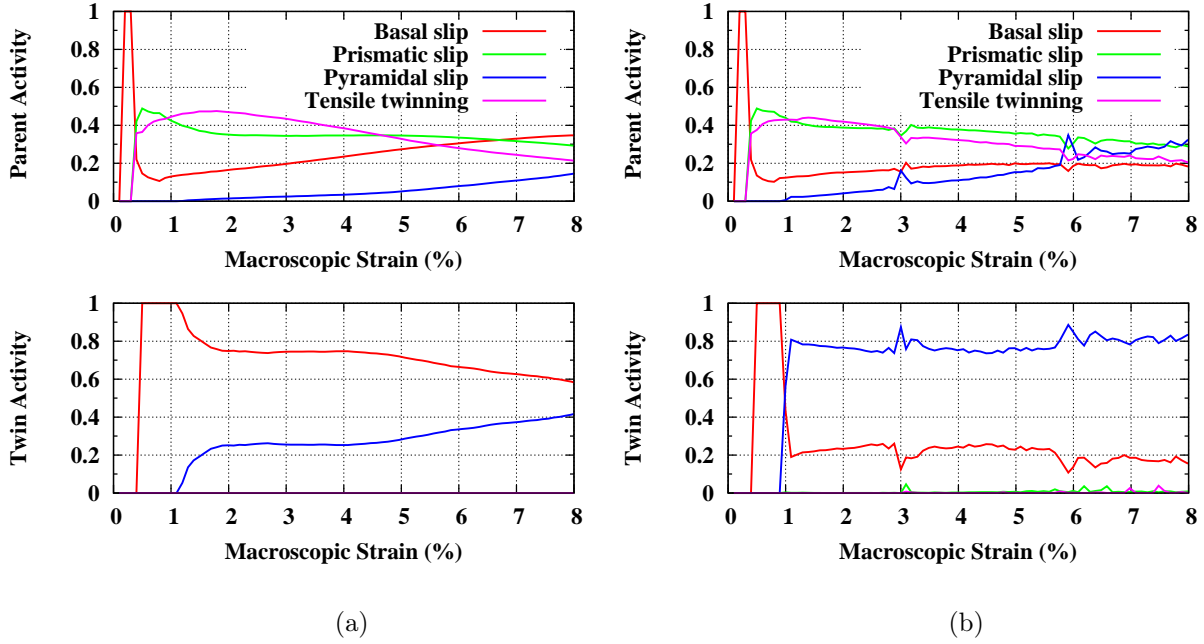 Parent Activity
1
0.8
0.6
0.4
0.2
0
Basal slip
Prismatic slip
Pyramidal slip
Tensile twinning
0 1 2 3 4 5 6 7 8
Macroscopic Strain (%)
Parent Activity
1
0.8
0.6
0.4
0.2
0
Basal slip
Prismatic slip
Pyramidal slip
Tensile twinning
0 1 2 3 4 5 6 7 8
Macroscopic Strain (%)
Twin Activity
1
0.8
0.6
0.4
0.2
0
0 1 2 3 4 5 6 7 8
Macroscopic Strain (%)
Twin Activity
1
0.8
0.6
0.4
0.2
0
0 1 2 3 4 5 6 7 8
Macroscopic Strain (%)
(a)
(b)